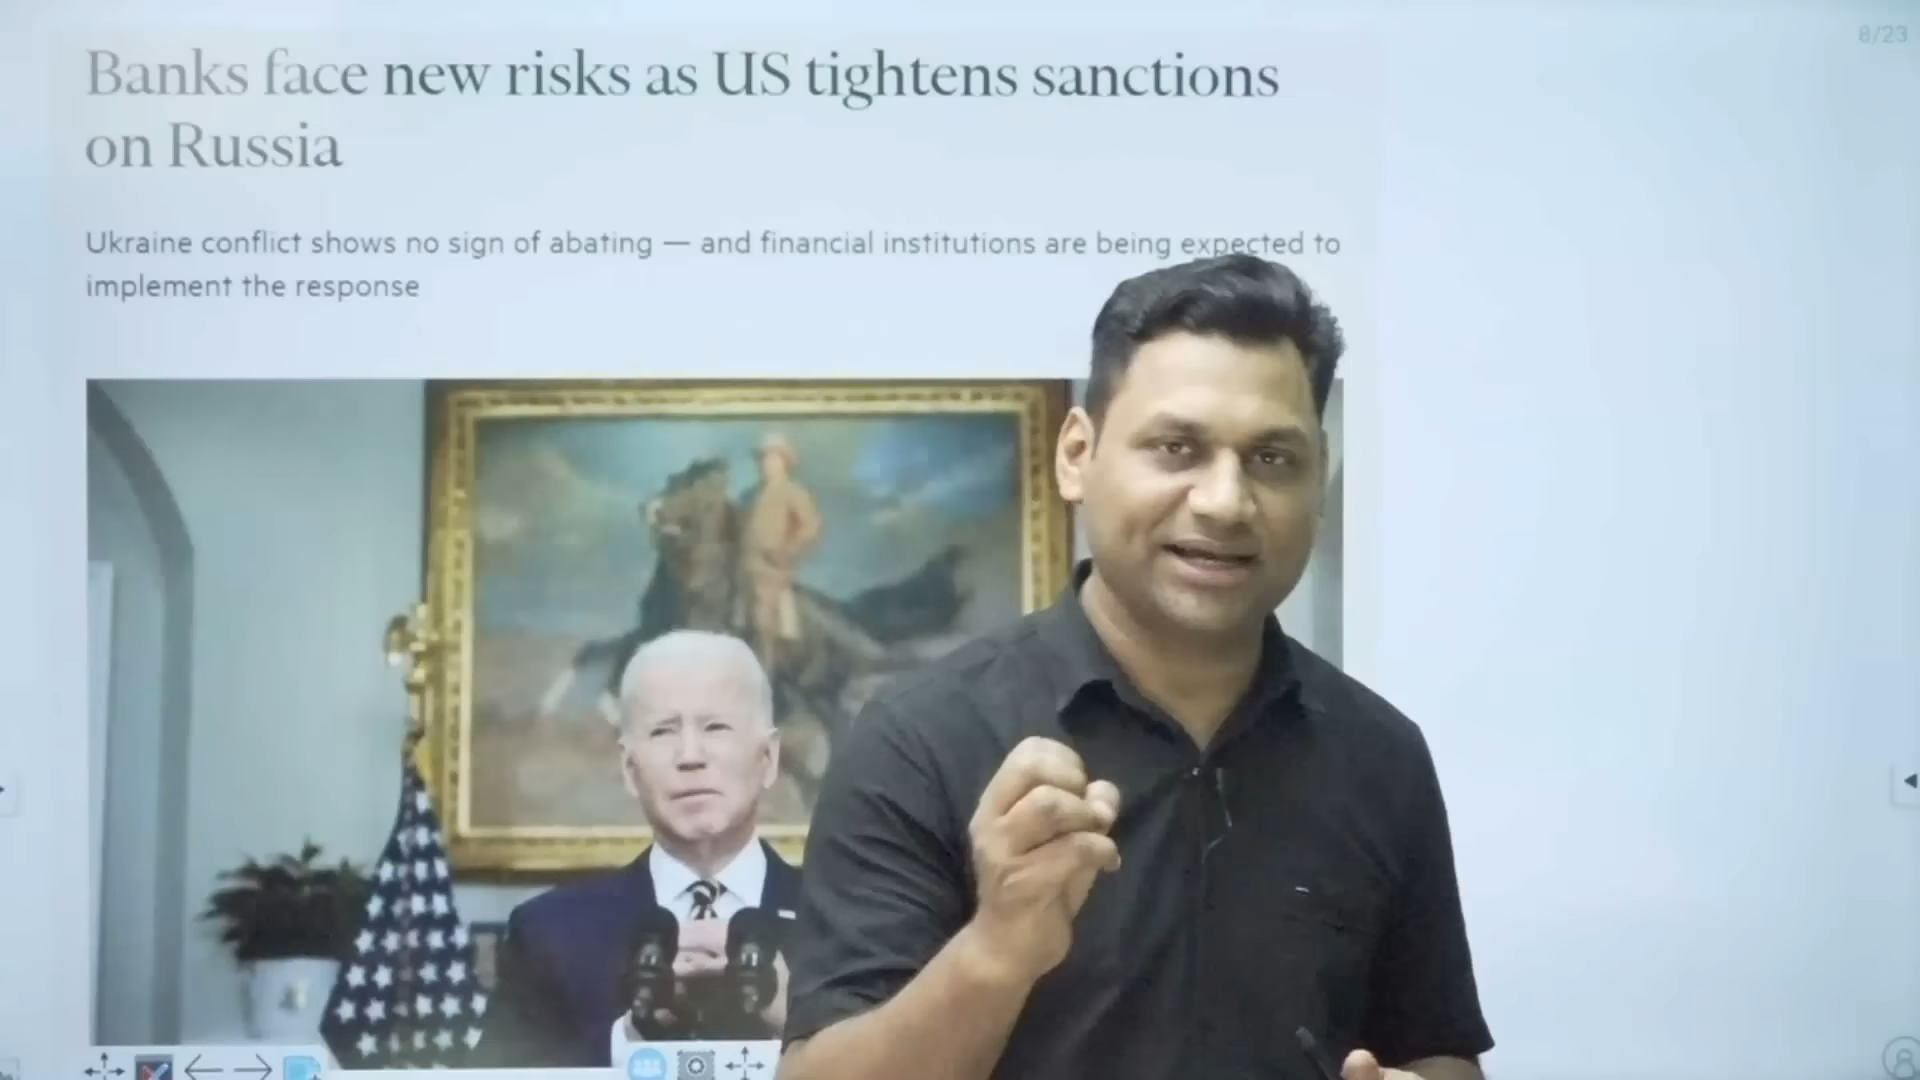 8/23
Banks face new risks as US tightens sanctions
on Russia
Ukraine conflict shows no sign of abating — and financial institutions are being expected to
implement the response